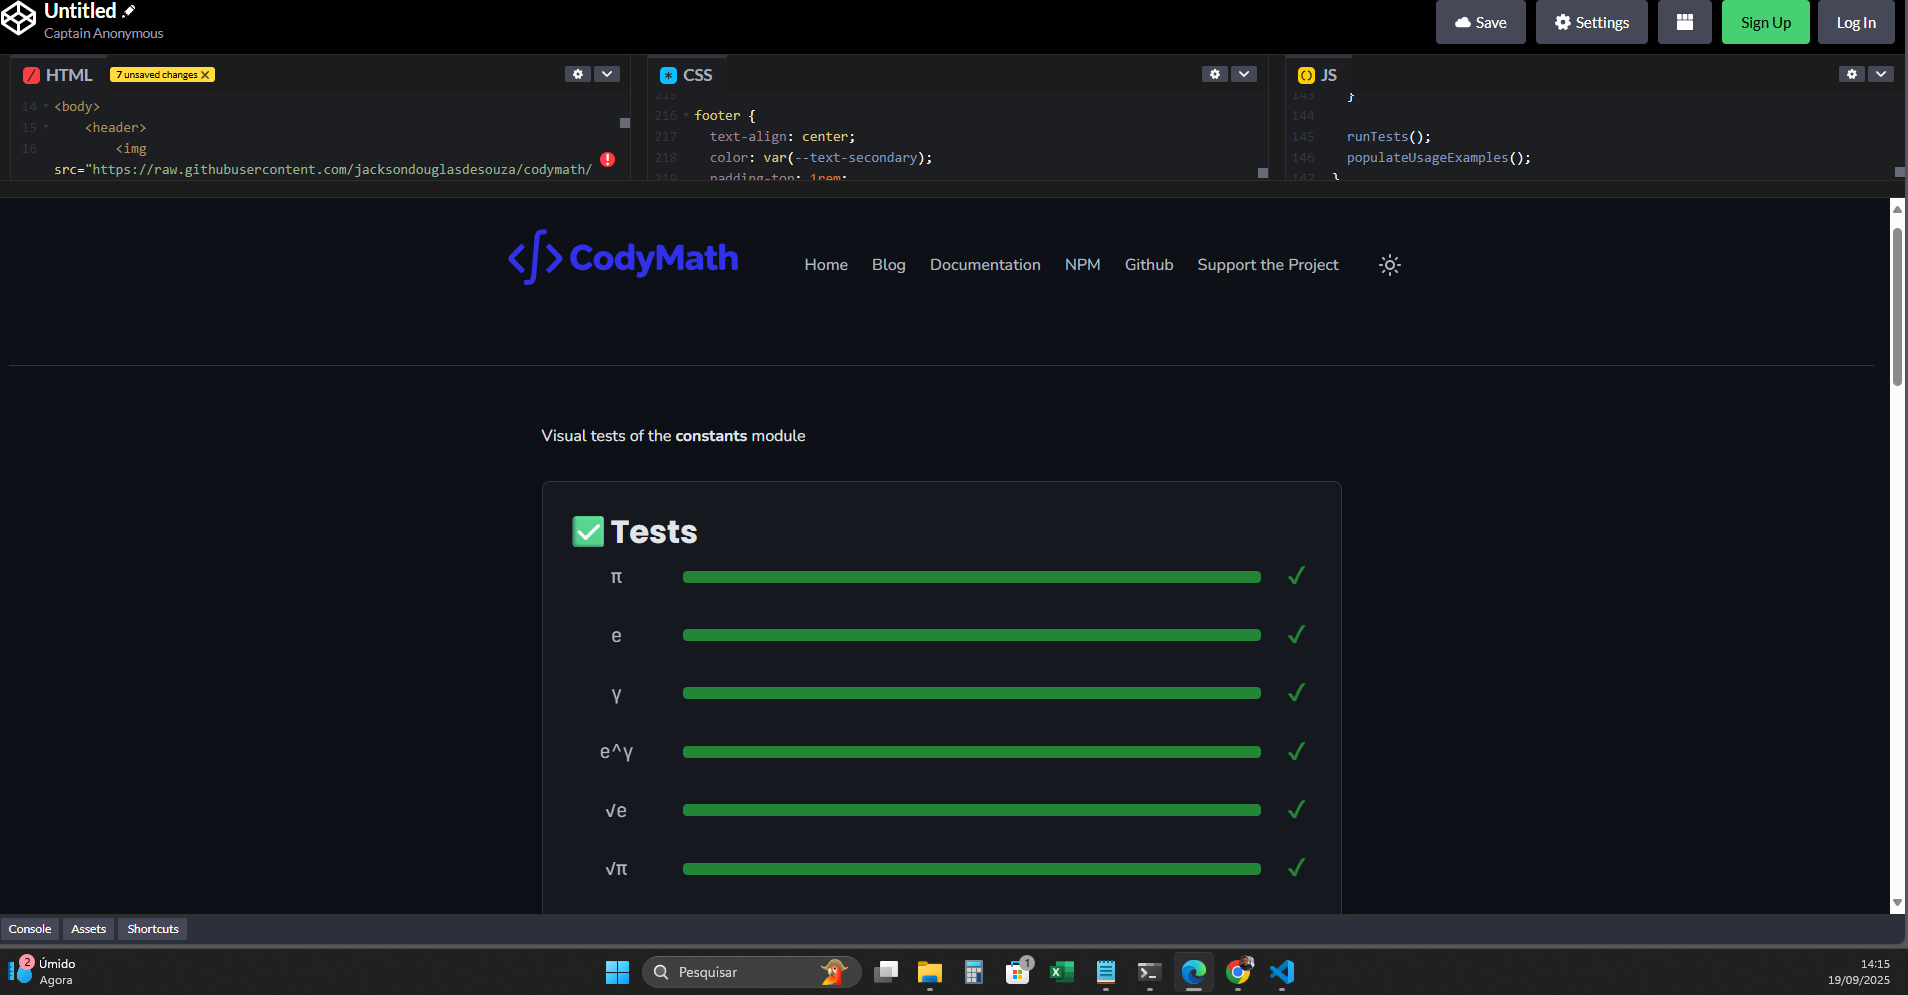 Untitled
Captain Anonymous
Save
Settings
Sign Up
Log In
HTML
7 unsaved changes X
14 <body>
15 <header>
16 <img
src="https://raw.githubusercontent.com/jacksondouglasdesouza/codymath/
CSS
215
216 footer {
217 text-align: center;
218 color: var(--text-secondary);
219 padding-top: 1rem;
JS
143 }
144
145 runTests();
146 populateUsageExamples();
147 }
</> CodyMath
Home Blog Documentation NPM Github Support the Project
Visual tests of the constants module
✅ Tests
π ✓
e ✓
γ ✓
e^γ ✓
√e ✓
√π ✓
Console Assets Shortcuts
2
Úmido
Agora
Pesquisar
1
14:15
19/09/2025